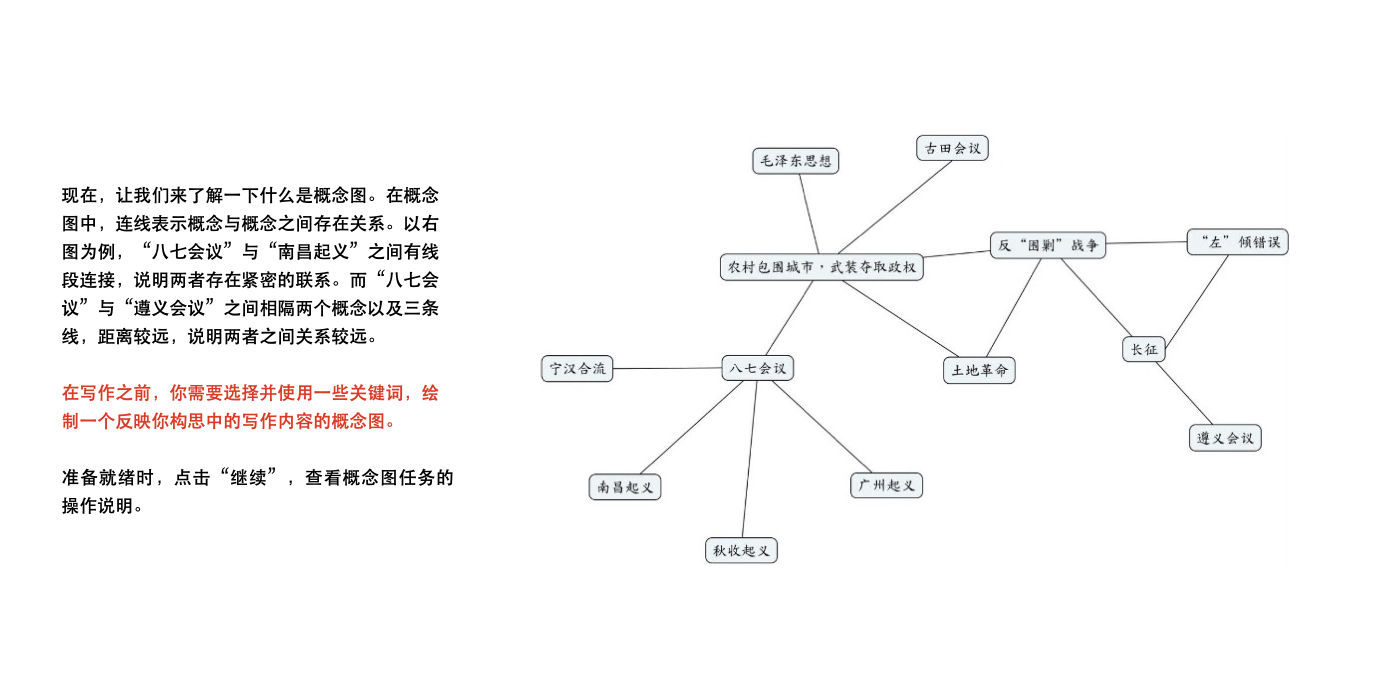 现在，让我们来了解一下什么是概念图。在概念
图中，连线表示概念与概念之间存在关系。以右
图为例，“八七会议”与“南昌起义”之间有线
段连接，说明两者存在紧密的联系。而“八七会
议”与“遵义会议”之间相隔两个概念以及三条
线，距离较远，说明两者之间关系较远。
在写作之前，你需要选择并使用一些关键词，绘
制一个反映你构思中的写作内容的概念图。
准备就绪时，点击“继续”，查看概念图任务的
操作说明。
古田会议
毛泽东思想
“左”倾错误
反“围剿”战争
农村包围城市，武装夺取政权
长征
宁汉合流
八七会议
土地革命
遵义会议
南昌起义
广州起义
秋收起义